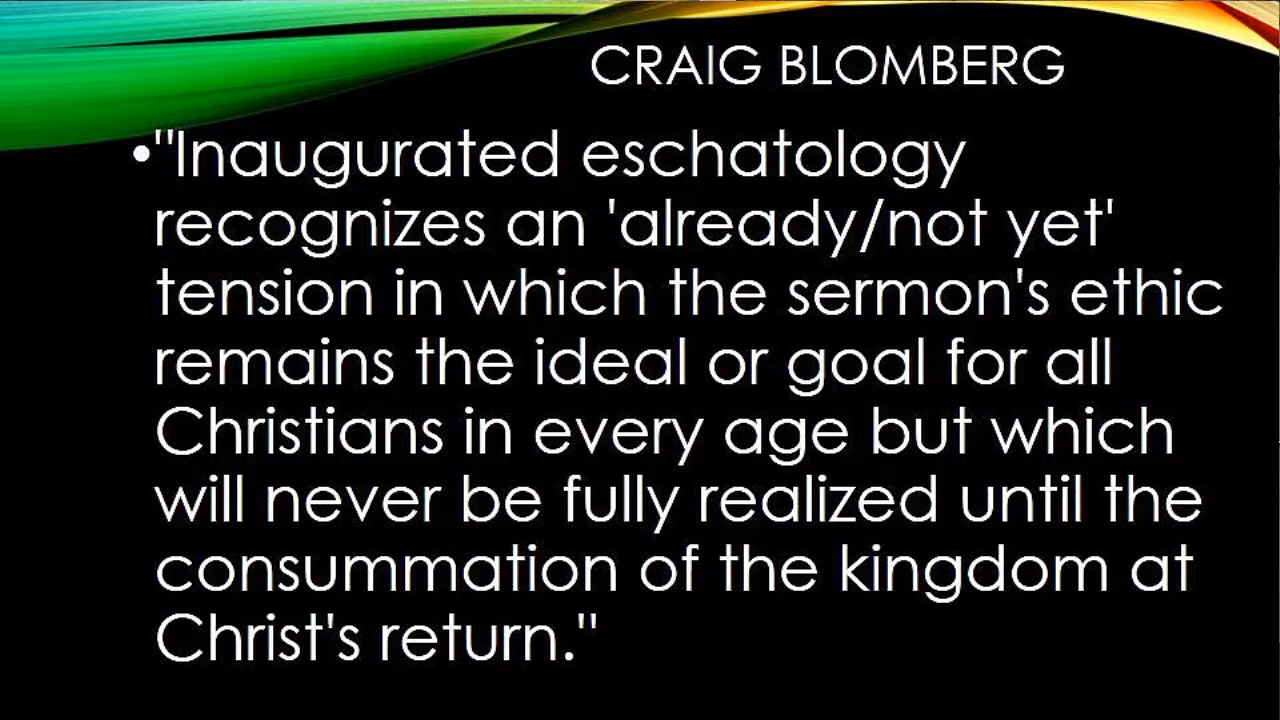 CRAIG BLOMBERG
•"Inaugurated eschatology
recognizes an 'already/not yet'
tension in which the sermon's ethic
remains the ideal or goal for all
Christians in every age but which
will never be fully realized until the
consummation of the kingdom at
Christ's return."